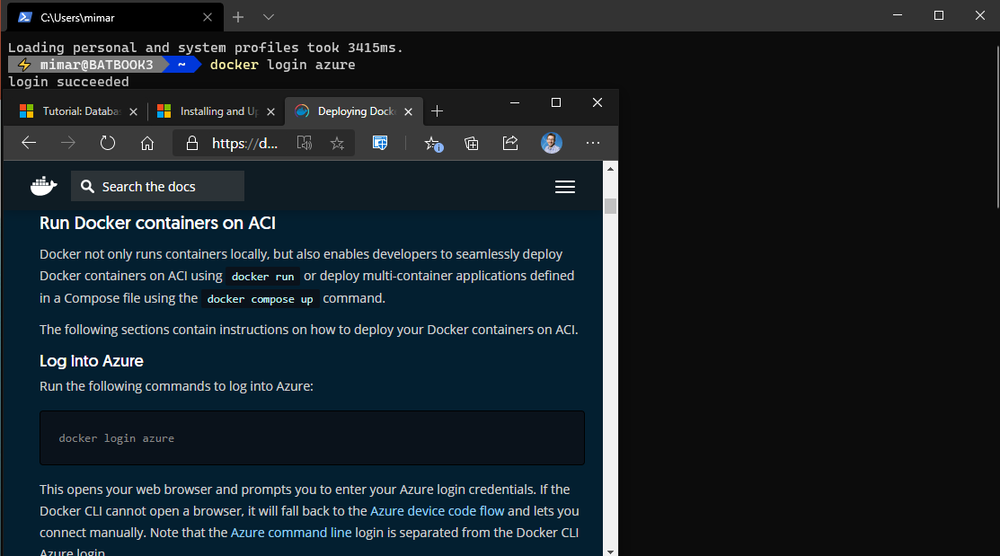 C:\Users\mimar
Loading personal and system profiles took 3415ms.
⚡ mimar@BATBOOK3 ~ docker login azure
login succeeded
Tutorial: Databa
Installing and Up
Deploying Docke
https://d...
Search the docs
Run Docker containers on ACI
Docker not only runs containers locally, but also enables developers to seamlessly deploy
Docker containers on ACI using docker run or deploy multi-container applications defined
in a Compose file using the docker compose up command.
The following sections contain instructions on how to deploy your Docker containers on ACI.
Log into Azure
Run the following commands to log into Azure:
docker login azure
This opens your web browser and prompts you to enter your Azure login credentials. If the
Docker CLI cannot open a browser, it will fall back to the Azure device code flow and lets you
connect manually. Note that the Azure command line login is separated from the Docker CLI
Azure login.